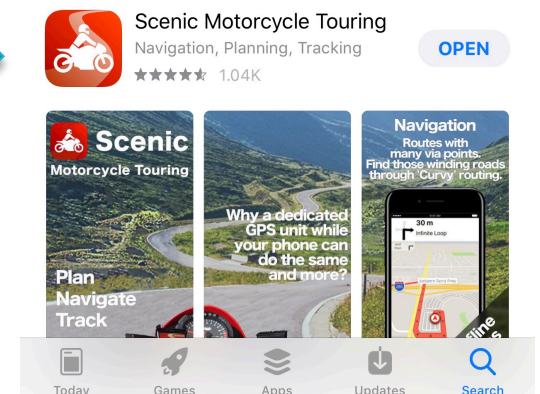 Scenic Motorcycle Touring
Navigation, Planning, Tracking
OPEN
1.04K
Scenic
Motorcycle Touring
Plan
Navigate
Track
Why a dedicated
GPS unit while
your phone can
do the same
and more?
Navigation
Routes with
many via points.
Find those winding roads
through 'Curvy' routing.
30 m
Infinite Loop
Today
Games
Apps
Updates
Search